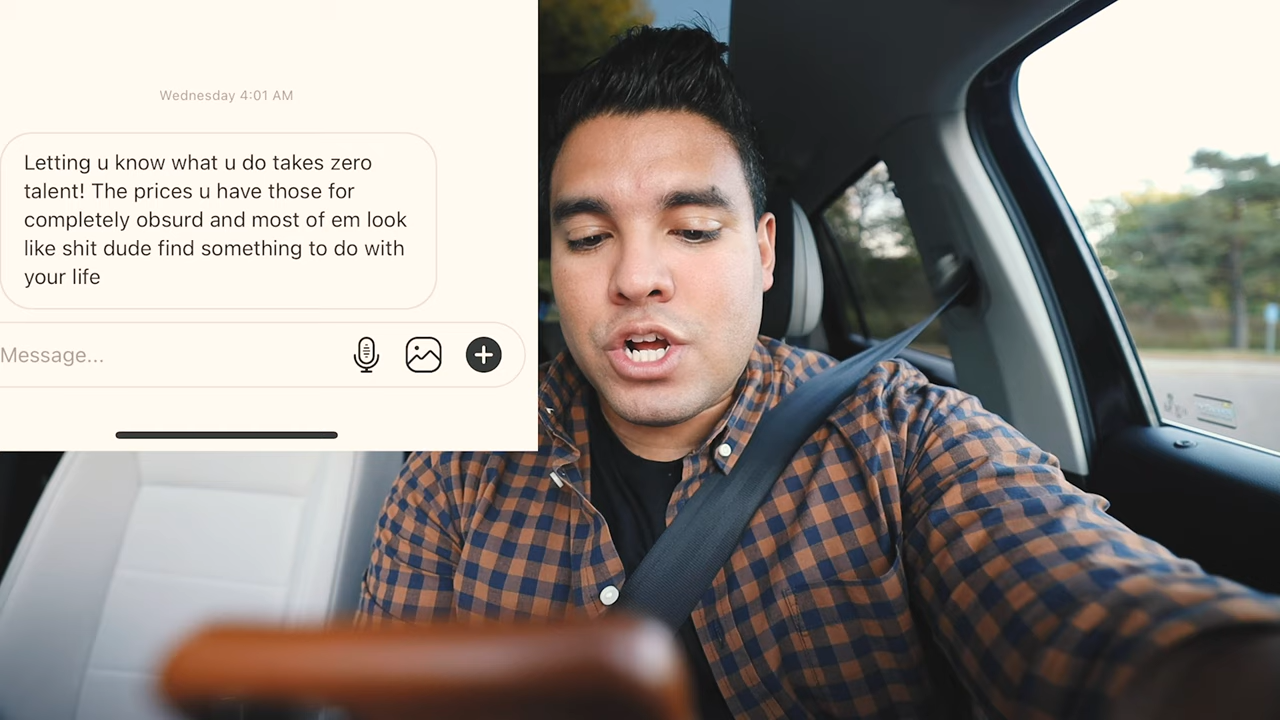 Wednesday 4:01 AM
Letting u know what u do takes zero
talent! The prices u have those for
completely obsurd and most of em look
like shit dude find something to do with
your life
Message...